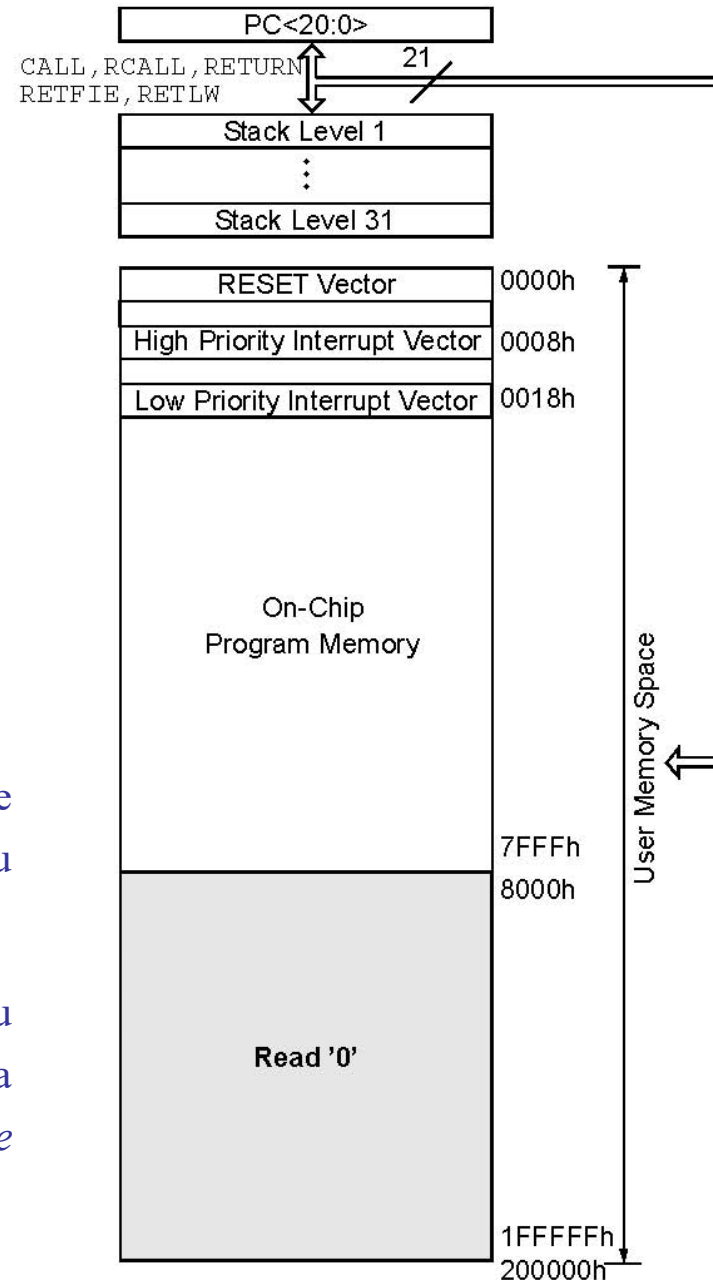 PC<20:0>
CALL,RCALL,RETURN
RETFIE,RETLW
21
Stack Level 1
Stack Level 31
RESET Vector
0000h
High Priority Interrupt Vector
0008h
Low Priority Interrupt Vector
0018h
On-Chip
Program Memory
User Memory Space
7FFFh
8000h
Read '0'
1FFFFFh
200000h
e
u
u
a
e